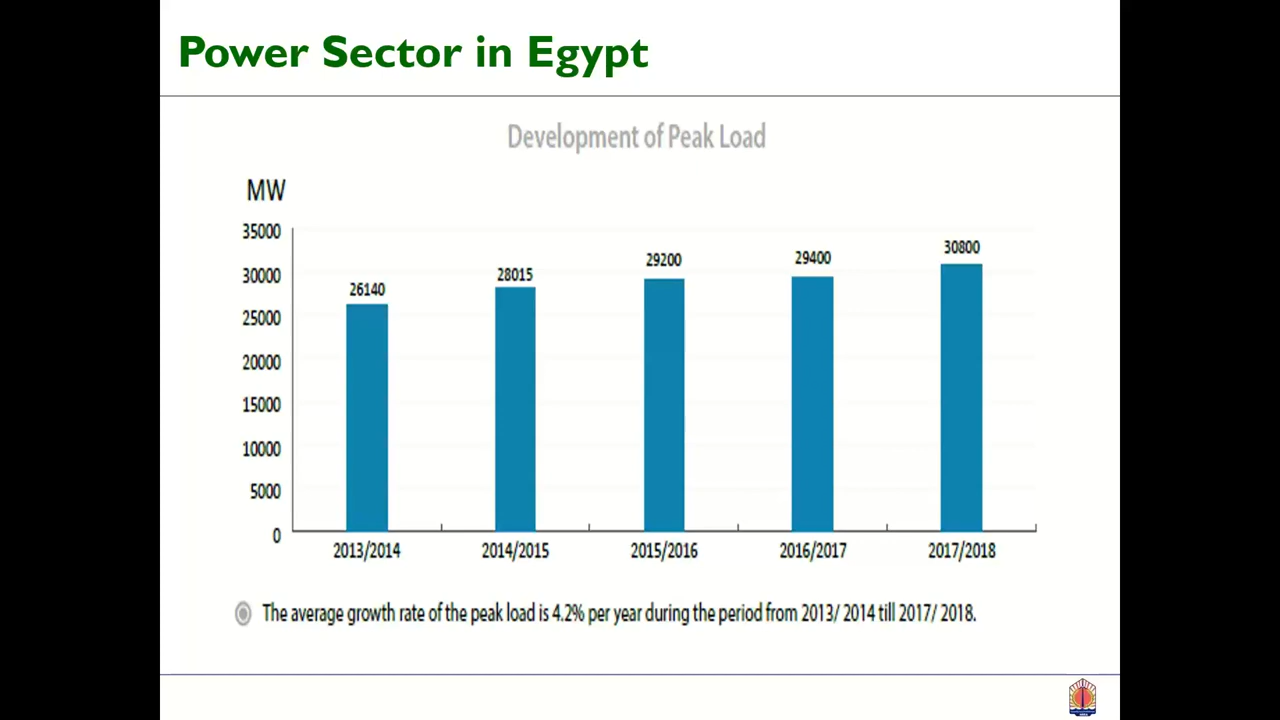 Power Sector in Egypt
Development of Peak Load
MW
35000
30000
25000
20000
15000
10000
5000
0
26140
28015
29200
29400
30800
2013/2014 2014/2015 2015/2016 2016/2017 2017/2018
The average growth rate of the peak load is 4.2% per year during the period from 2013/ 2014 till 2017/ 2018.